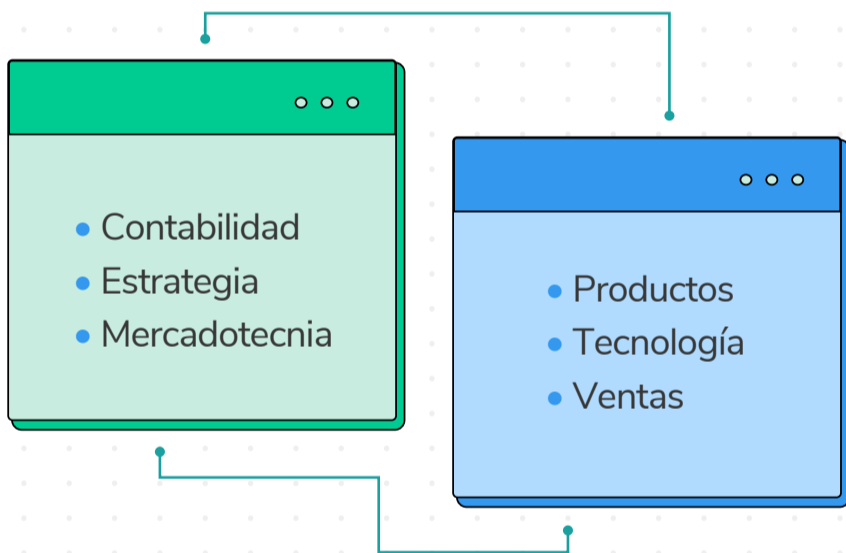 Contabilidad
Estrategia
Mercadotecnia
Productos
Tecnología
Ventas